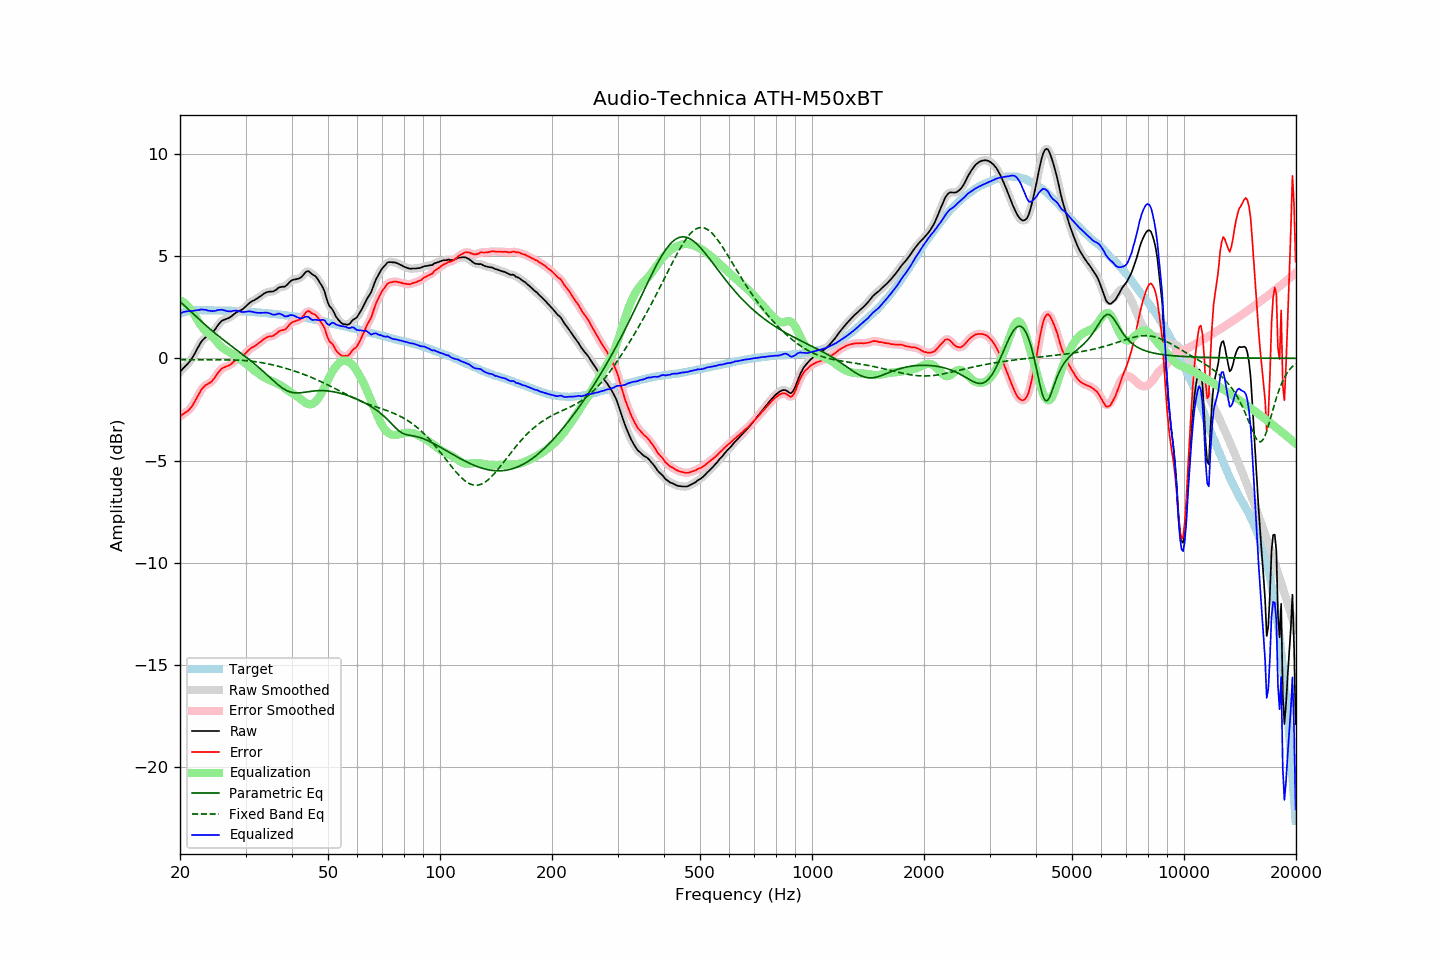 Audio-Technica ATH-M50xBT
10
5
0
−5
−10
−15
−20
Amplitude (dBr)
Target
Raw Smoothed
Error Smoothed
Raw
Error
Equalization
Parametric Eq
Fixed Band Eq
Equalized
20 50 100 200 500 1000 2000 5000 10000 20000
Frequency (Hz)